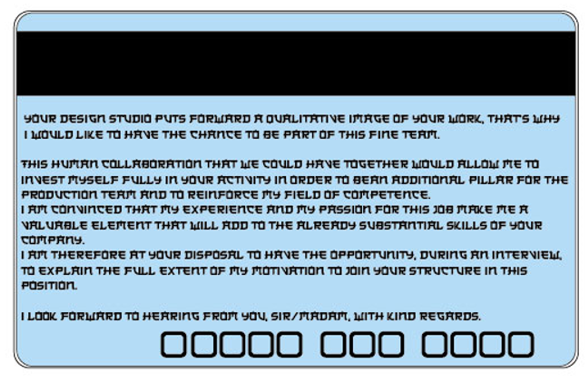 YOUR DESIGN STUDIO PUTS FORWARD A QUALITATIVE IMAGE OF YOUR WORK, THAT'S WHY
I WOULD LIKE TO HAVE THE CHANCE TO BE PART OF THIS FINE TEAM.
THIS HUMAN COLLABORATION THAT WE COULD HAVE TOGETHER WOULD ALLOW ME TO
INVEST MYSELF FULLY IN YOUR ACTIVITY IN ORDER TO BEAN ADDITIONAL PILLAR FOR THE
PRODUCTION TEAM AND TO REINFORCE MY FIELD OF COMPETENCE.
I AM CONVINCED THAT MY EXPERIENCE AND MY PASSION FOR THIS JOB MAKE ME A
VALUABLE ELEMENT THAT WILL ADD TO THE ALREADY SUBSTANTIAL SKILLS OF YOUR
COMPANY.
I AM THEREFORE AT YOUR DISPOSAL TO HAVE THE OPPORTUNITY, DURING AN INTERVIEW,
TO EXPLAIN THE FULL EXTENT OF MY MOTIVATION TO JOIN YOUR STRUCTURE IN THIS
POSITION.
I LOOK FORWARD TO HEARING FROM YOU, SIR/MADAM, WITH KIND REGARDS.